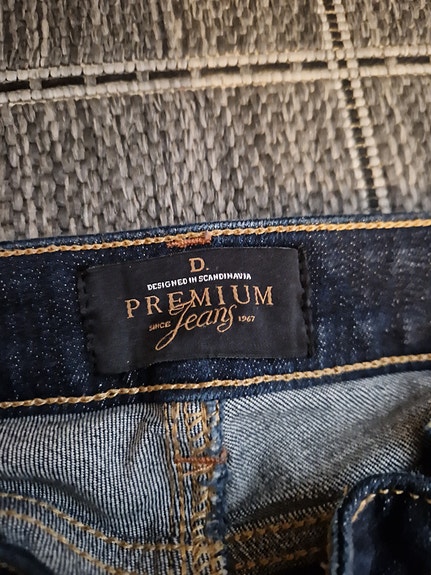 D.
DESIGNED IN SCANDINAVIA
PREMIUM
SINCE Jeans 1967